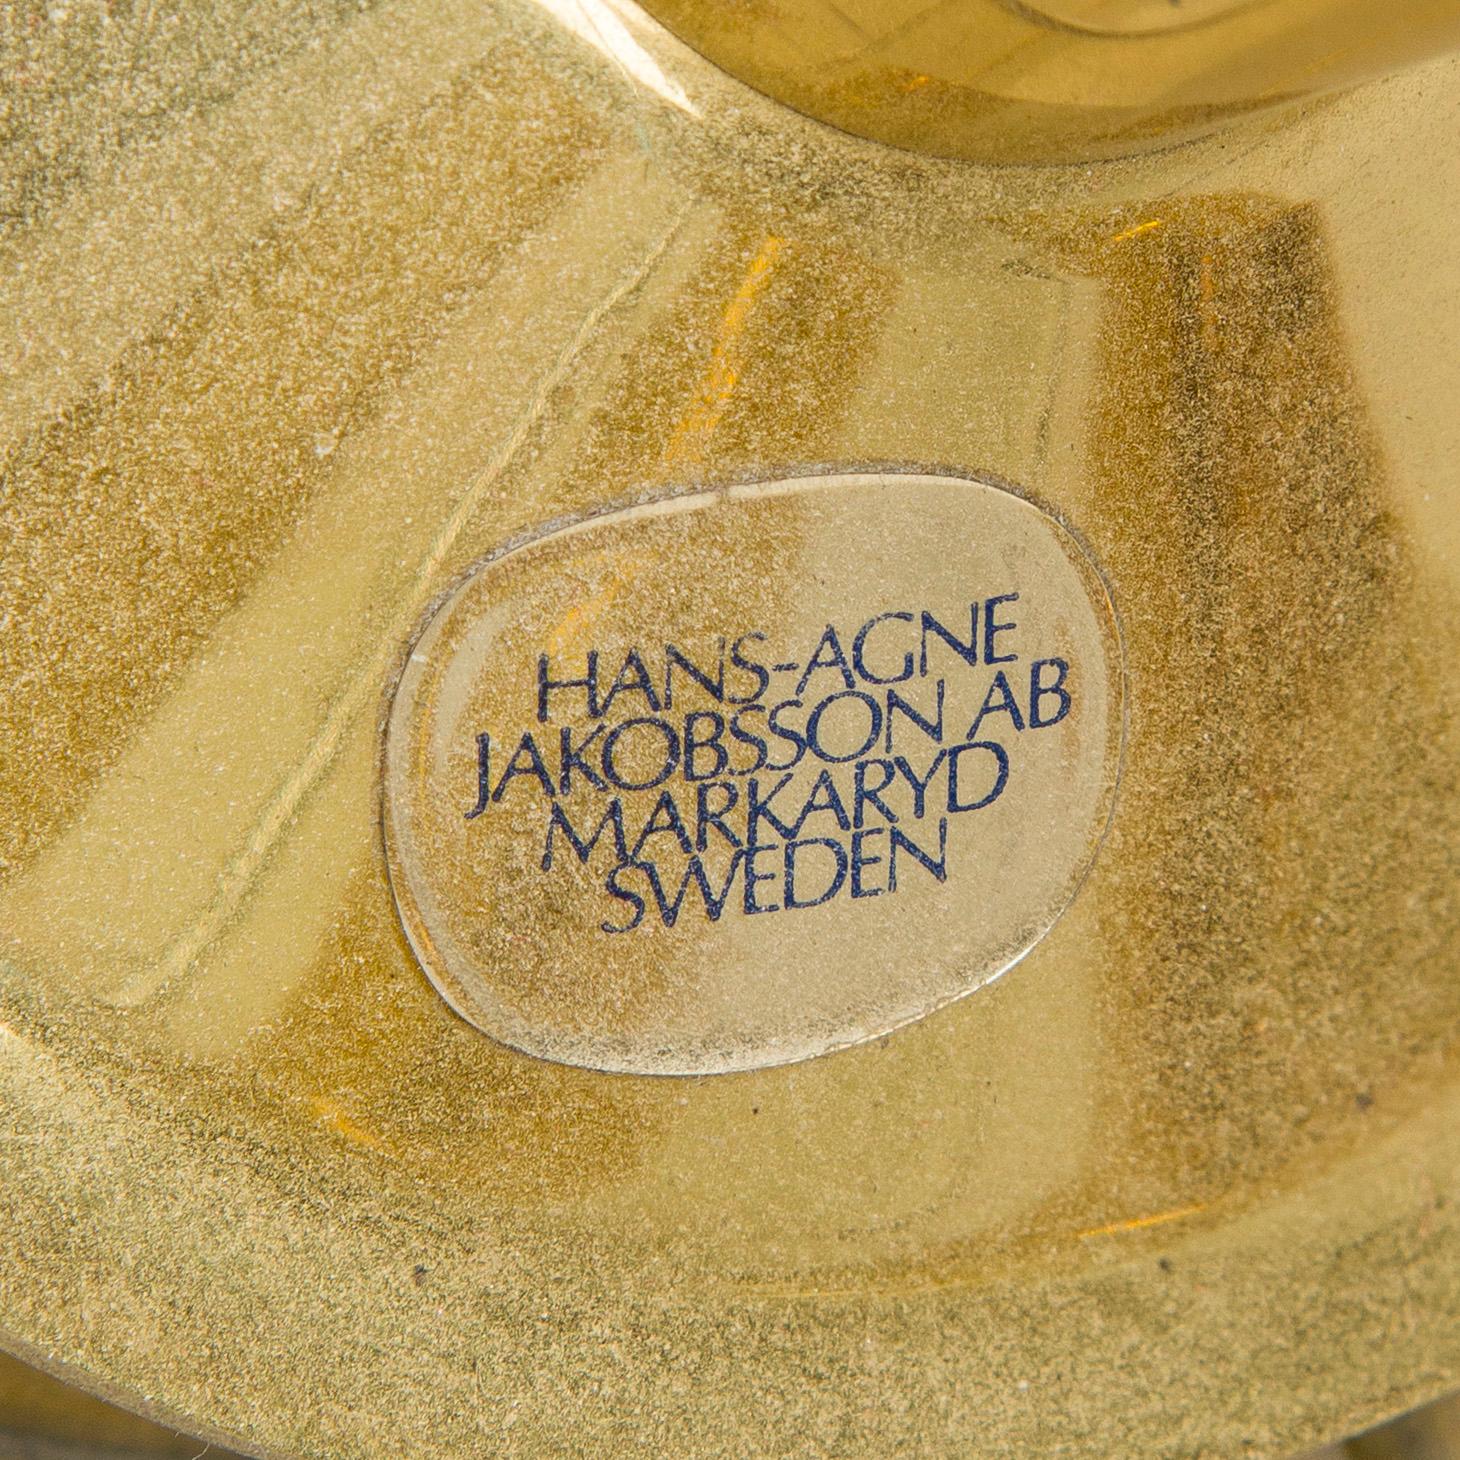 HANS-AGNE
JAKOBSSON AB
MARKARYD
SWEDEN